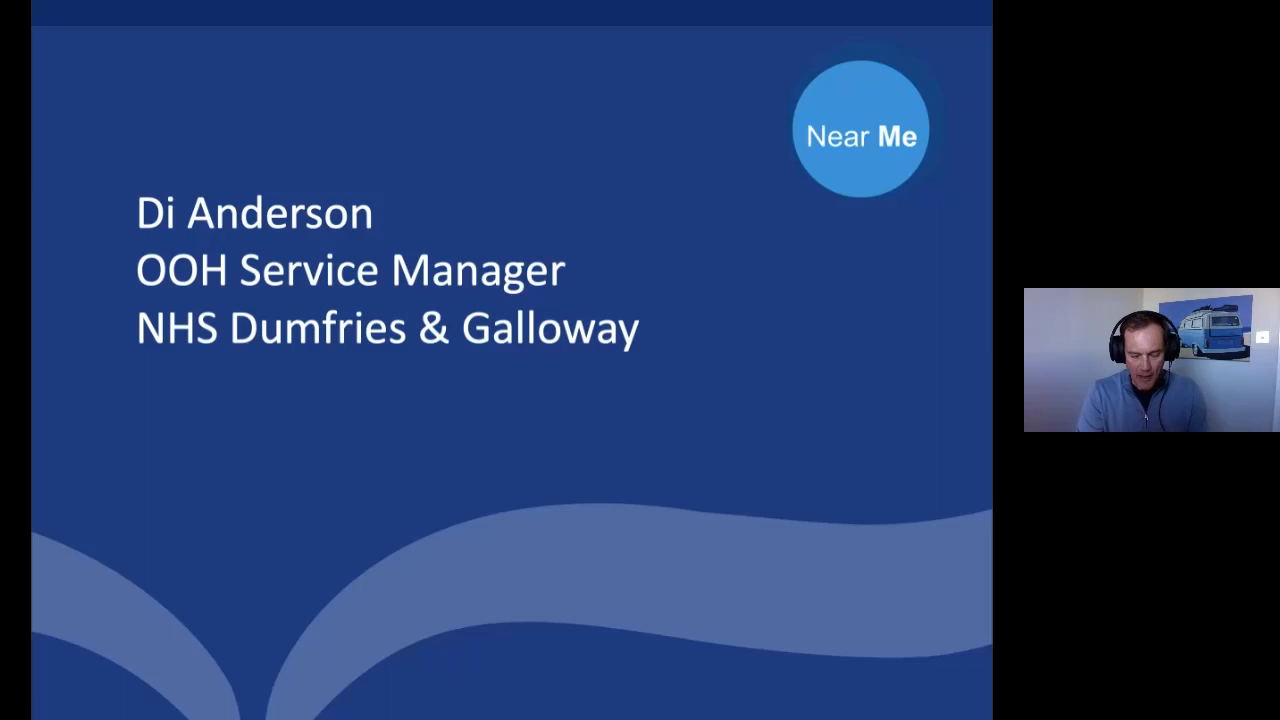 Near Me
Di Anderson
OOH Service Manager
NHS Dumfries & Galloway